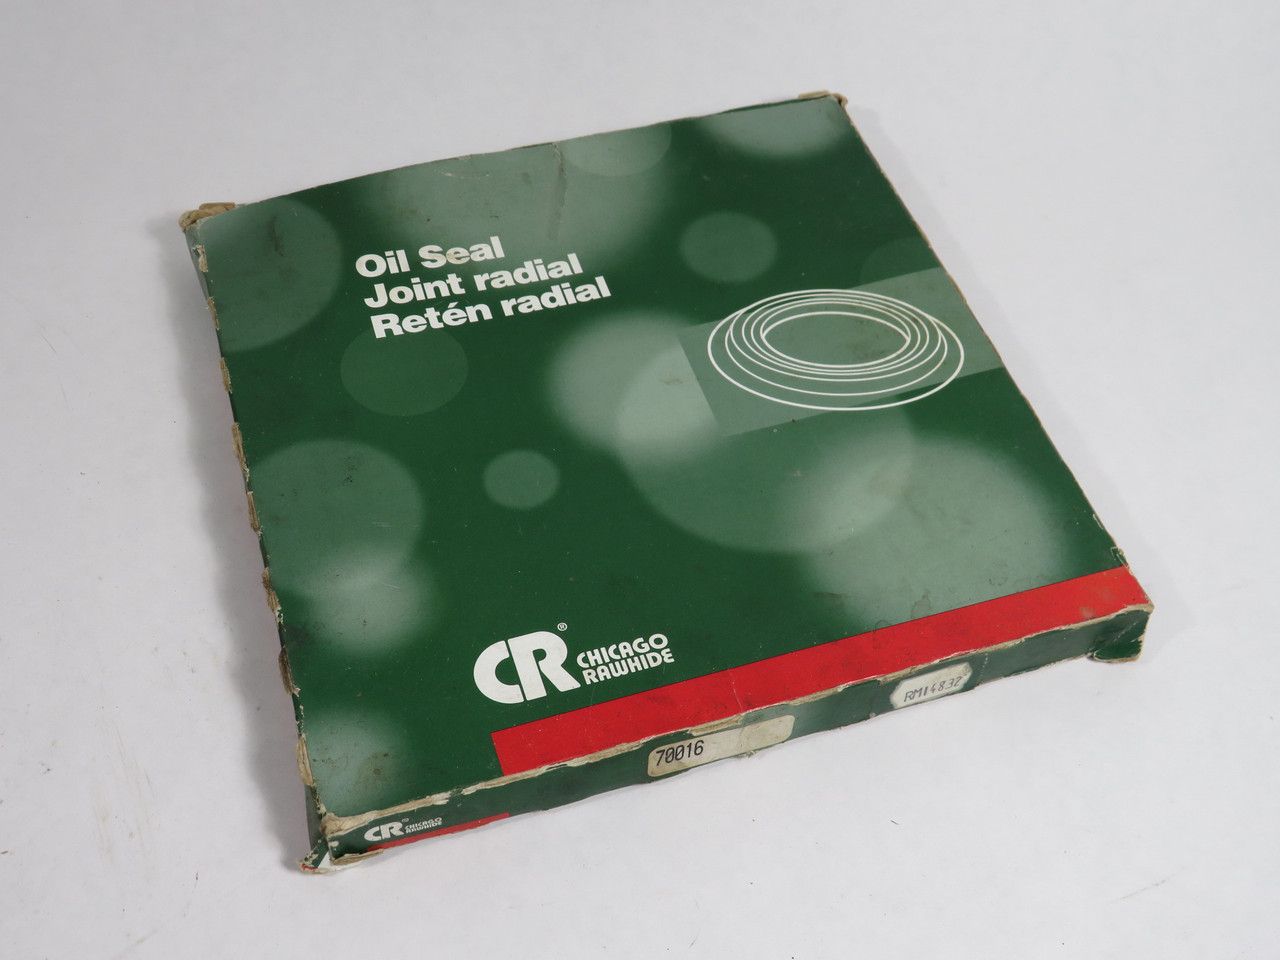 Oil Seal
Joint radial
Retén radial
CR® CHICAGO
RAWHIDE
70016
RM14832
CR® CHICAGO
RAWHIDE